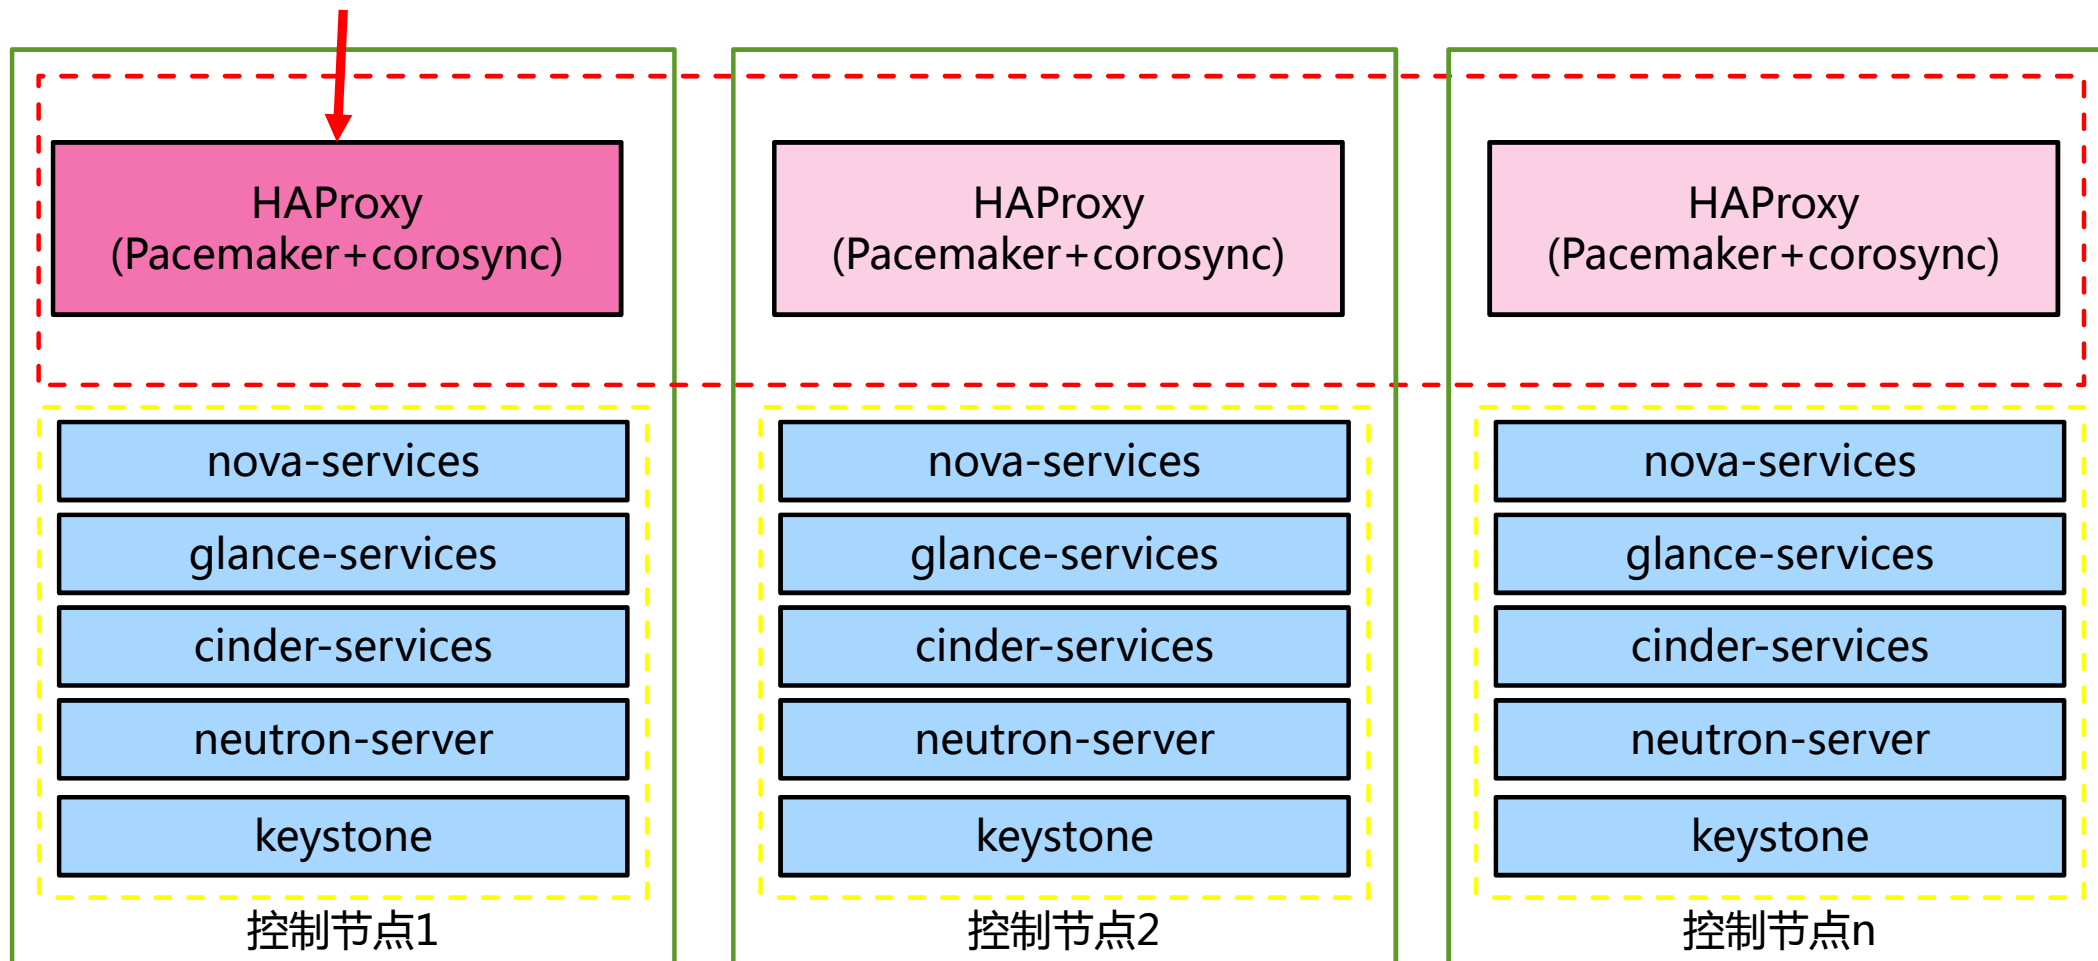 HAProxy
(Pacemaker+corosync)
nova-services
glance-services
cinder-services
neutron-server
keystone
控制节点1
HAProxy
(Pacemaker+corosync)
nova-services
glance-services
cinder-services
neutron-server
keystone
控制节点2
HAProxy
(Pacemaker+corosync)
nova-services
glance-services
cinder-services
neutron-server
keystone
控制节点n